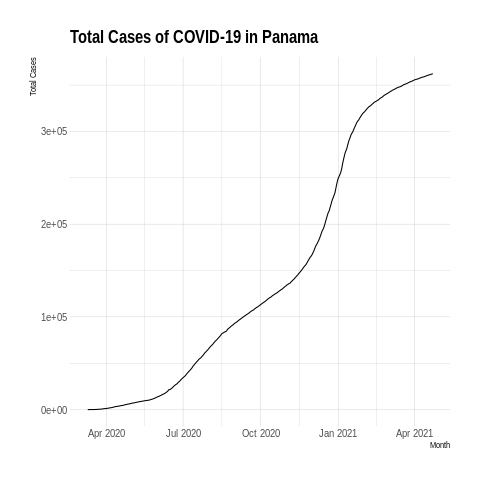 Total Cases of COVID-19 in Panama
Total Cases
3e+05
2e+05
1e+05
0e+00
Apr 2020 Jul 2020 Oct 2020 Jan 2021 Apr 2021
Month